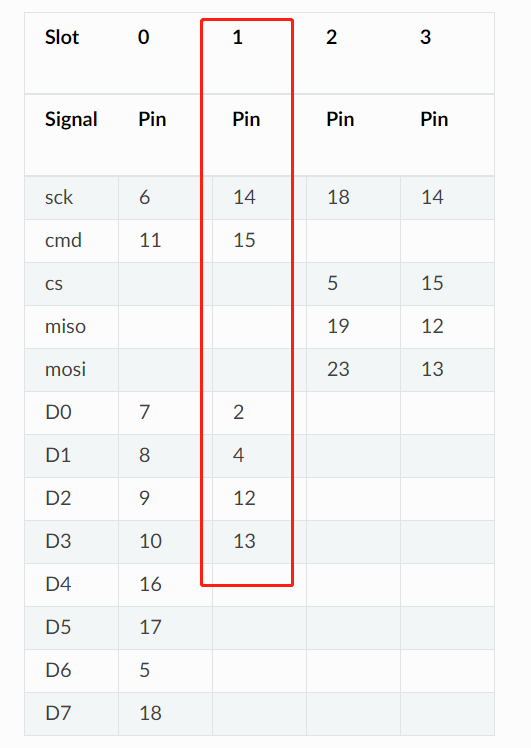 Slot 0 1 2 3
Signal Pin Pin Pin Pin
sck 6 14 18 14
cmd 11 15
cs 5 15
miso 19 12
mosi 23 13
D0 7 2
D1 8 4
D2 9 12
D3 10 13
D4 16
D5 17
D6 5
D7 18